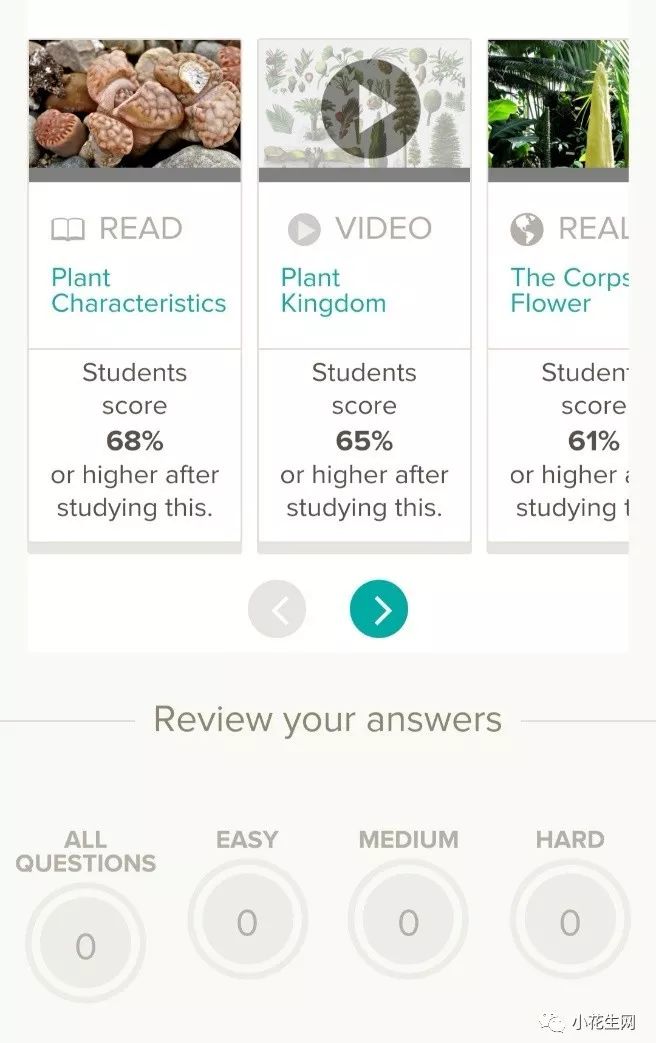 READ
Plant
Characteristics
Students
score
68%
or higher after
studying this.
VIDEO
Plant
Kingdom
Students
score
65%
or higher after
studying this.
REAL
The Corps
Flower
Student
score
61%
or higher
studying
Review your answers
ALL
QUESTIONS
0
EASY
0
MEDIUM
0
HARD
0
小花生网